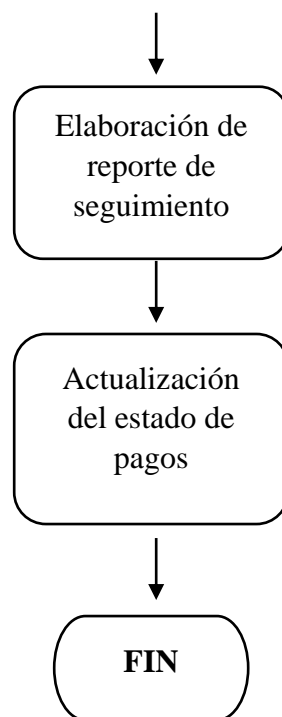 Elaboración de
reporte de
seguimiento
Actualización
del estado de
pagos
FIN